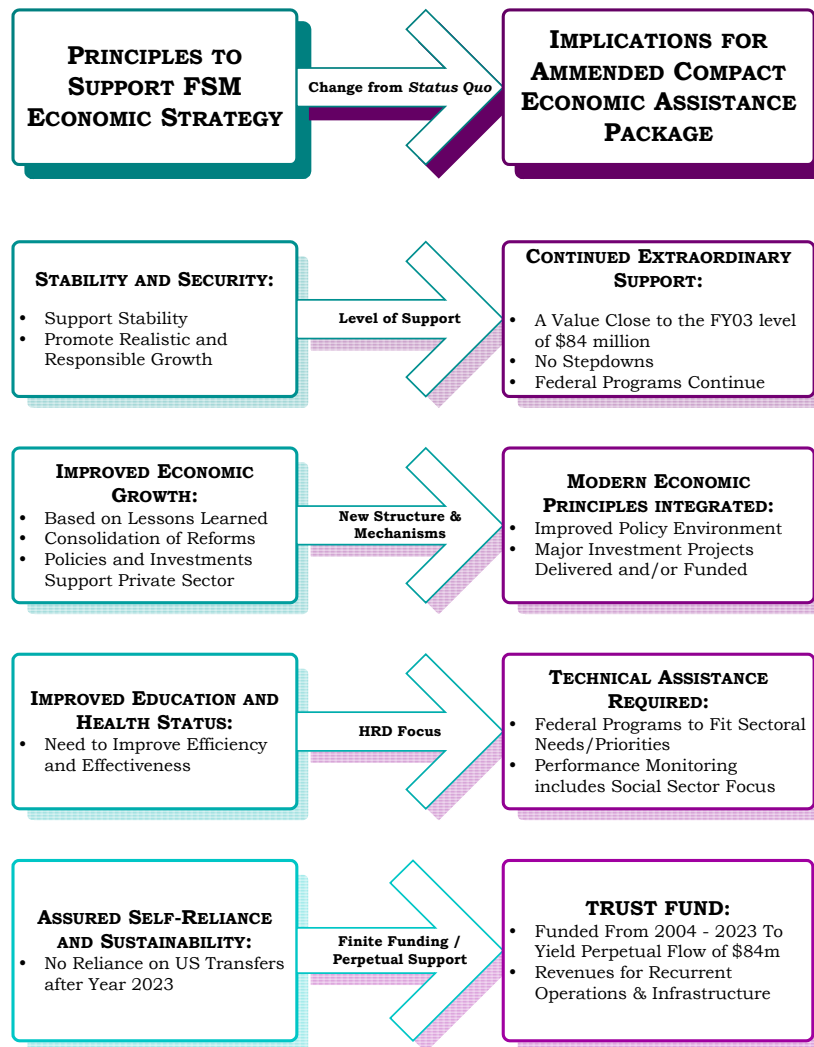 PRINCIPLES TO
SUPPORT FSM
ECONOMIC STRATEGY
Change from Status Quo
IMPLICATIONS FOR
AMMENDED COMPACT
ECONOMIC ASSISTANCE
PACKAGE
STABILITY AND SECURITY:
• Support Stability
• Promote Realistic and
Responsible Growth
Level of Support
CONTINUED EXTRAORDINARY
SUPPORT:
• A Value Close to the FY03 level
of $84 million
• No Stepdowns
• Federal Programs Continue
IMPROVED ECONOMIC
GROWTH:
• Based on Lessons Learned
• Consolidation of Reforms
• Policies and Investments
Support Private Sector
New Structure &
Mechanisms
MODERN ECONOMIC
PRINCIPLES INTEGRATED:
• Improved Policy Environment
• Major Investment Projects
Delivered and/or Funded
IMPROVED EDUCATION AND
HEALTH STATUS:
• Need to Improve Efficiency
and Effectiveness
HRD Focus
TECHNICAL ASSISTANCE
REQUIRED:
• Federal Programs to Fit Sectoral
Needs/Priorities
• Performance Monitoring
includes Social Sector Focus
ASSURED SELF-RELIANCE
AND SUSTAINABILITY:
• No Reliance on US Transfers
after Year 2023
Finite Funding /
Perpetual Support
TRUST FUND:
• Funded From 2004 - 2023 To
Yield Perpetual Flow of $84m
• Revenues for Recurrent
Operations & Infrastructure